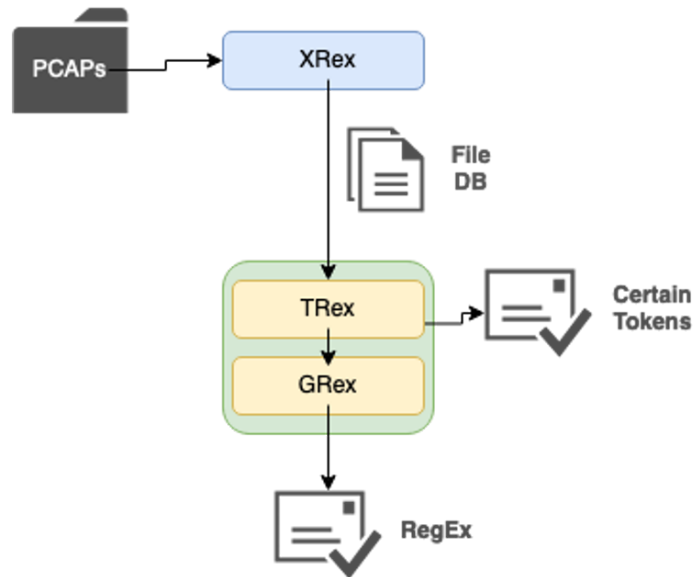 PCAPs
XRex
File
DB
TRex
Certain
Tokens
GRex
RegEx